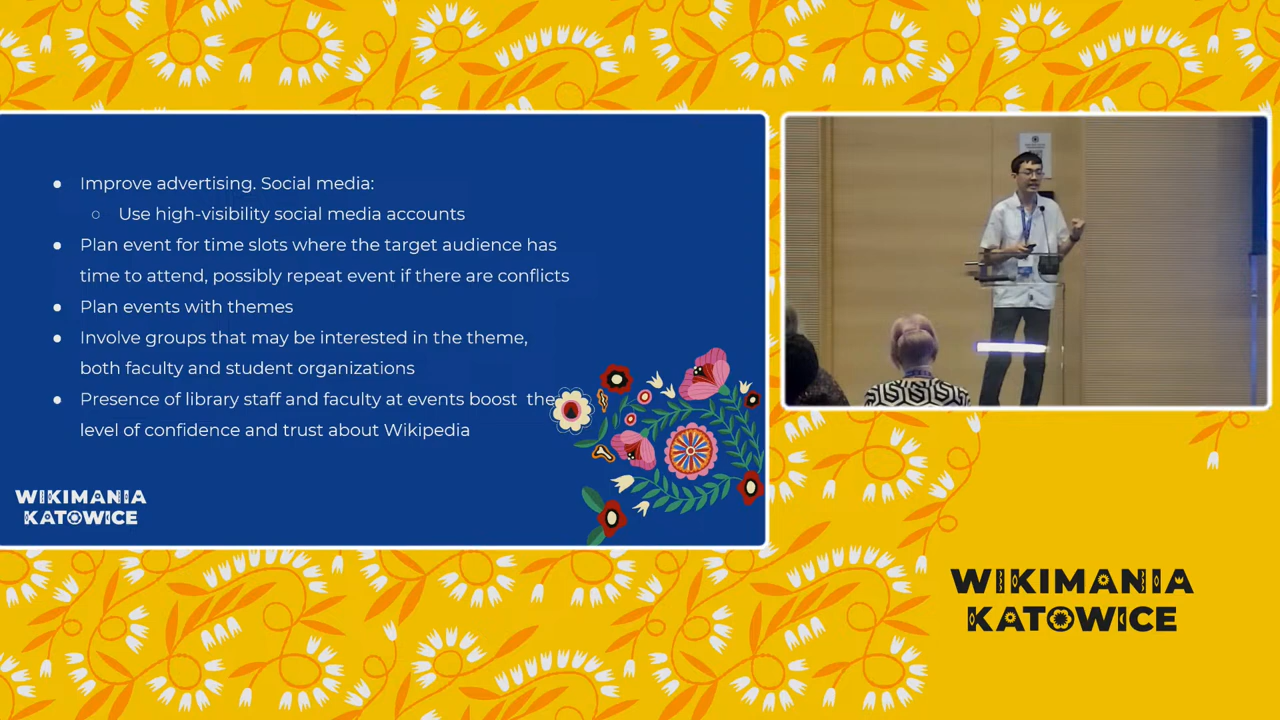 ● Improve advertising. Social media:
○ Use high-visibility social media accounts
● Plan event for time slots where the target audience has
time to attend, possibly repeat event if there are conflicts
● Plan events with themes
● Involve groups that may be interested in the theme,
both faculty and student organizations
● Presence of library staff and faculty at events boost  the
level of confidence and trust about Wikipedia
WIKIMANIA
KATOWICE
WIKIMANIA
KATOWICE